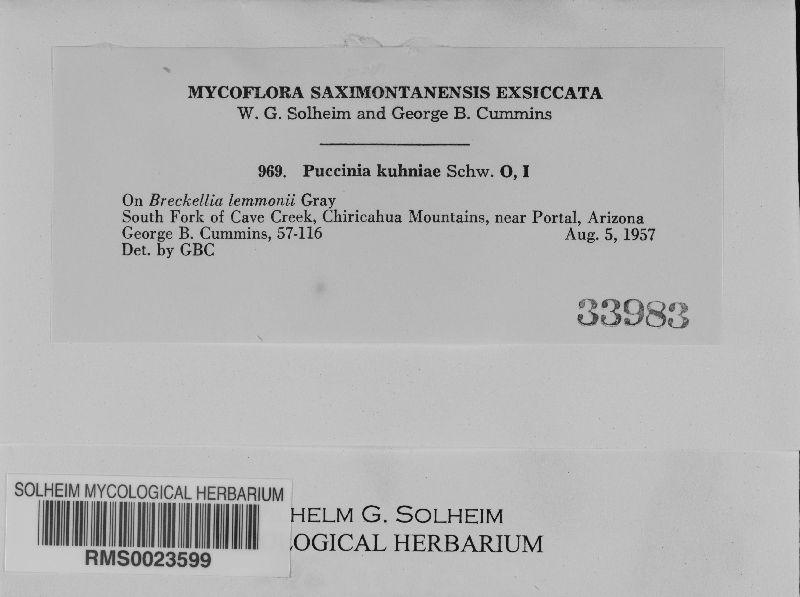 MYCOFLORA SAXIMONTANENSIS EXSICCATA
W. G. Solheim and George B. Cummins
969. Puccinia kuhniae Schw. O, I
On Breckellia lemmonii Gray
South Fork of Cave Creek, Chiricahua Mountains, near Portal, Arizona
George B. Cummins, 57-116 Aug. 5, 1957
Det. by GBC
33983
SOLHEIM MYCOLOGICAL HERBARIUM
RMS0023599
HELM G. SOLHEIM
LOGICAL HERBARIUM